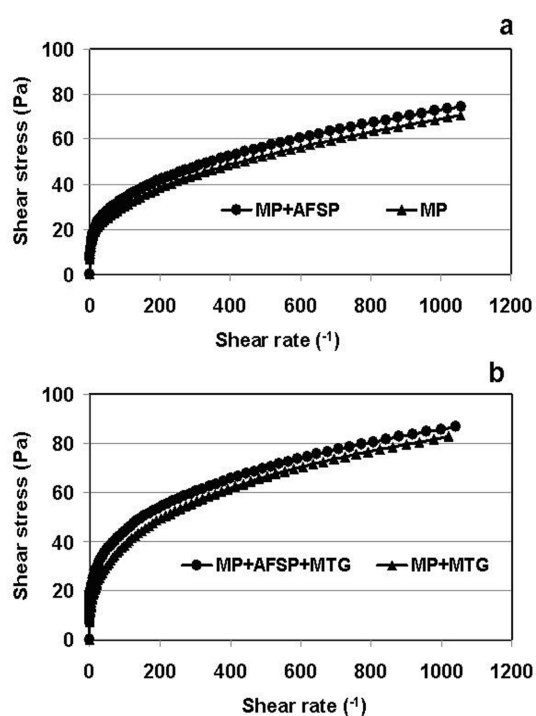 a
100
80
60
40
20
0
Shear stress (Pa)
MP+AFSP MP
0 200 400 600 800 1000 1200
Shear rate (-1)
b
100
80
60
40
20
0
Shear stress (Pa)
MP+AFSP+MTG MP+MTG
0 200 400 600 800 1000 1200
Shear rate (-1)